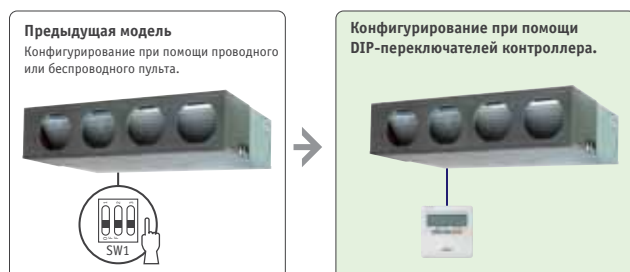 Предыдущая модель
Конфигурирование при помощи проводного
или беспроводного пульта.
SW1
Конфигурирование при помощи
DIP-переключателей контроллера.